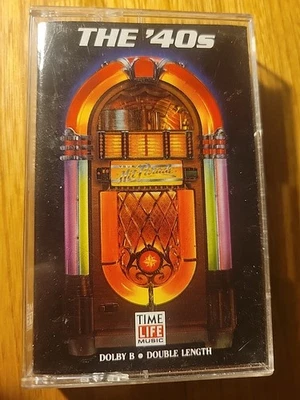 THE '40s
TIME
LIFE
MUSIC
DOLBY B • DOUBLE LENGTH